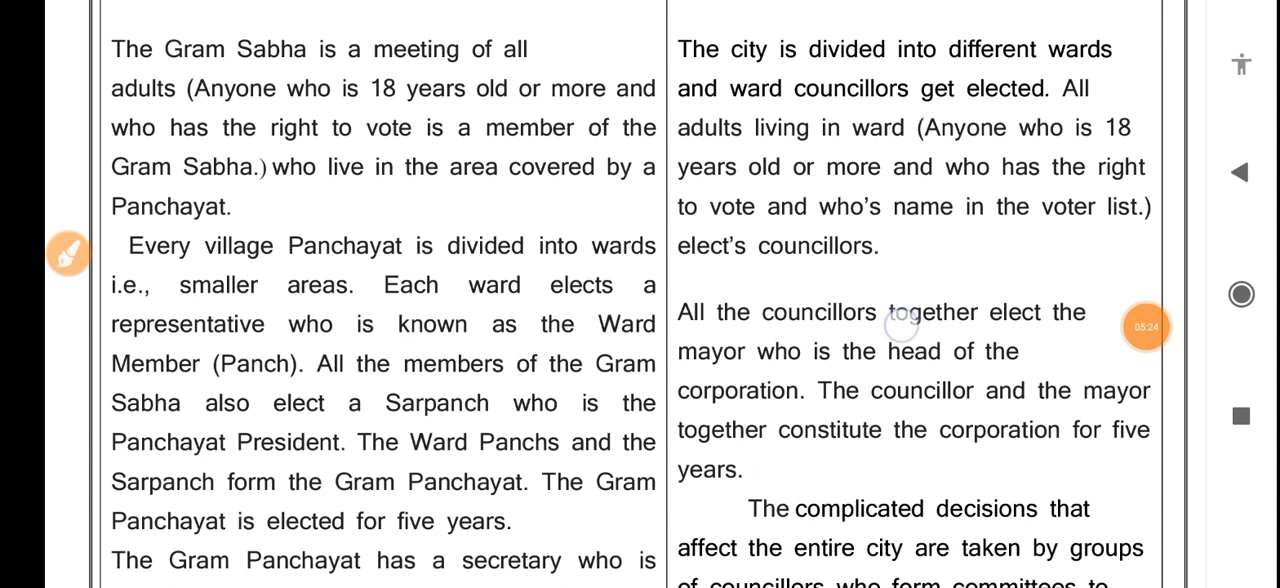 The Gram Sabha is a meeting of all
adults (Anyone who is 18 years old or more and
who has the right to vote is a member of the
Gram Sabha.) who live in the area covered by a
Panchayat.
Every village Panchayat is divided into wards
i.e., smaller areas. Each ward elects a
representative who is known as the Ward
Member (Panch). All the members of the Gram
Sabha also elect a Sarpanch who is the
Panchayat President. The Ward Panchs and the
Sarpanch form the Gram Panchayat. The Gram
Panchayat is elected for five years.
The Gram Panchayat has a secretary who is
The city is divided into different wards
and ward councillors get elected. All
adults living in ward (Anyone who is 18
years old or more and who has the right
to vote and who's name in the voter list.)
elect's councillors.
All the councillors together elect the
mayor who is the head of the
corporation. The councillor and the mayor
together constitute the corporation for five
years.
The complicated decisions that
affect the entire city are taken by groups
of councillors who form committees to
05:24